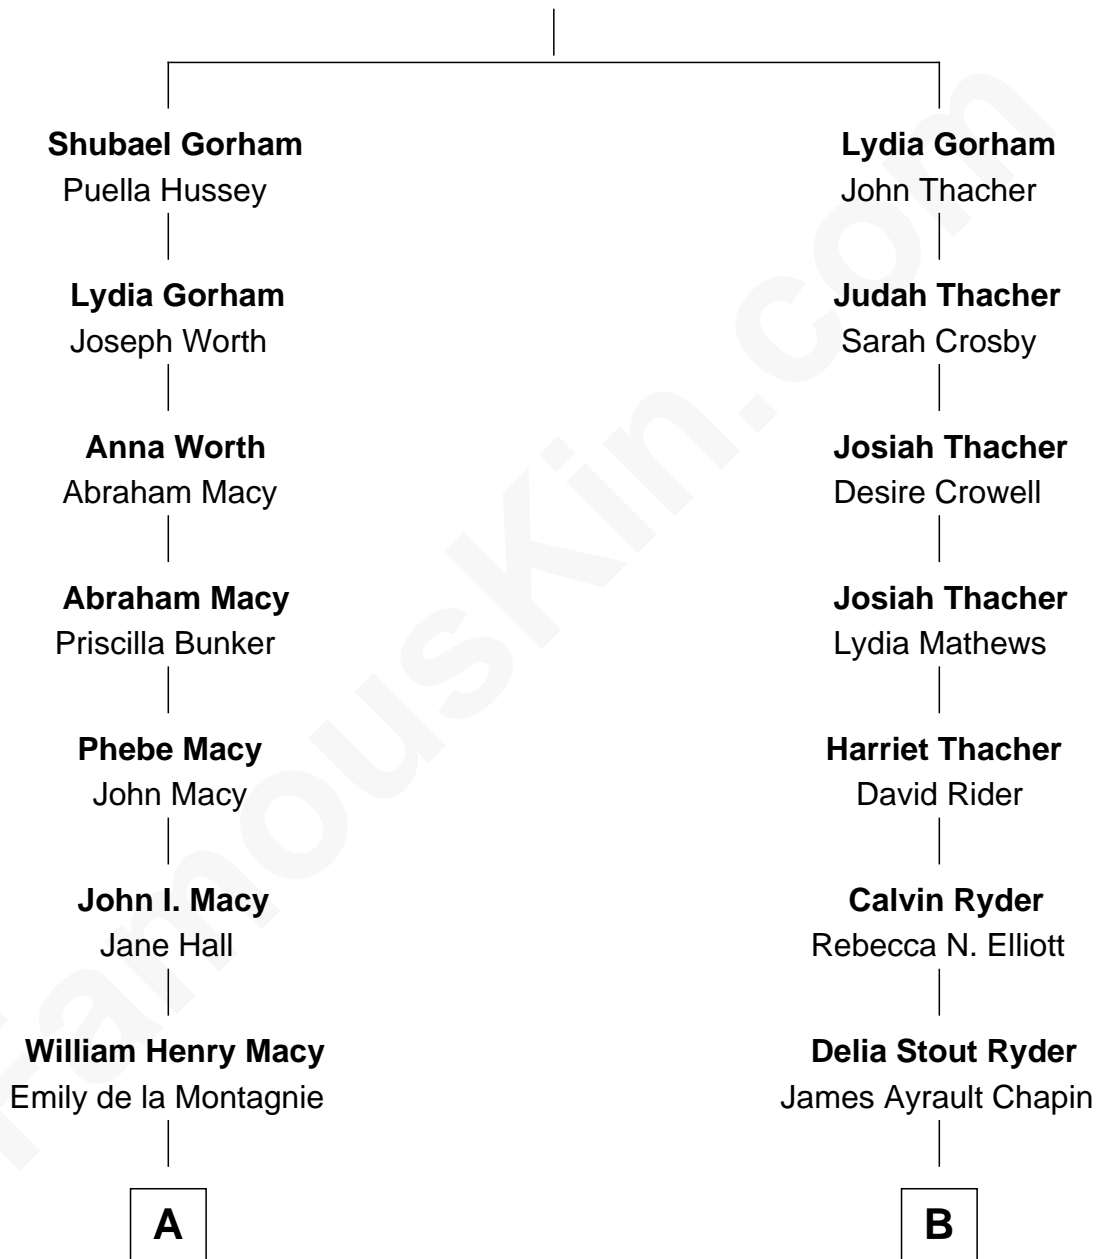 Shubael Gorham
Puella Hussey
Lydia Gorham
Joseph Worth
Anna Worth
Abraham Macy
Abraham Macy
Priscilla Bunker
Phebe Macy
John Macy
John I. Macy
Jane Hall
William Henry Macy
Emily de la Montagnie
A
Lydia Gorham
John Thacher
Judah Thacher
Sarah Crosby
Josiah Thacher
Desire Crowell
Josiah Thacher
Lydia Mathews
Harriet Thacher
David Rider
Calvin Ryder
Rebecca N. Elliott
Delia Stout Ryder
James Ayrault Chapin
B
FamousKin.com